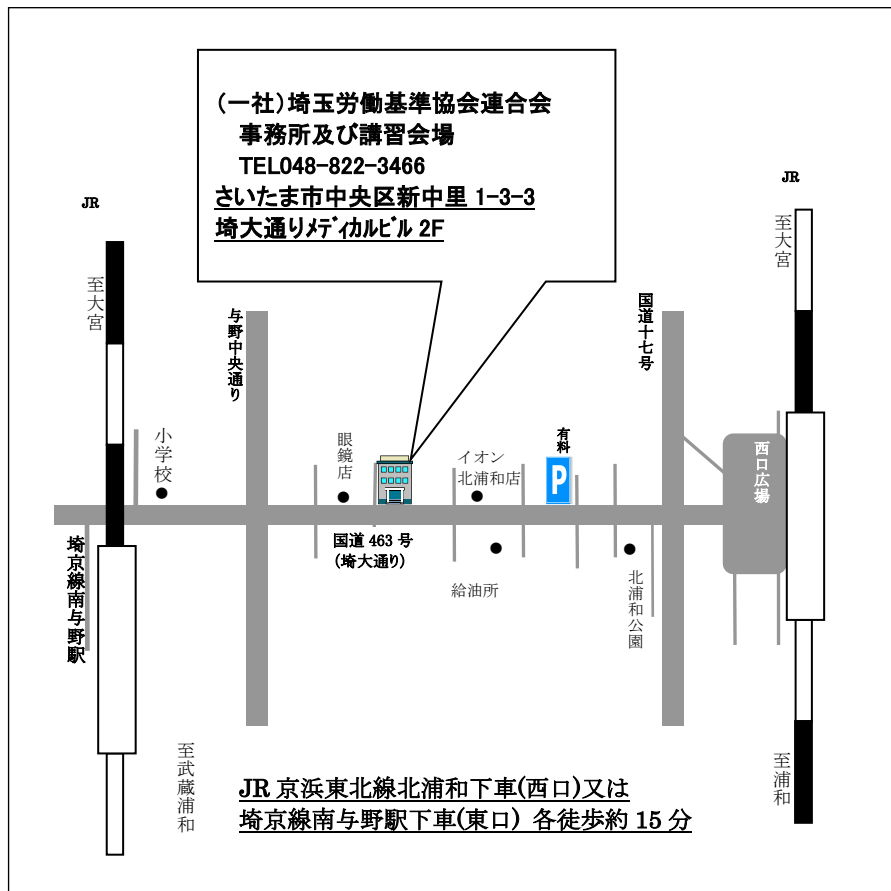 (一社)埼玉労働基準協会連合会
事務所及び講習会場
TEL048-822-3466
さいたま市中央区新中里 1-3-3
埼大通りメディカルビル 2F
JR
JR
至大宮
至大宮
与野中央通り
国道十七号
小学校
眼鏡店
イオン
北浦和店
有料
P
西口広場
国道 463 号
(埼大通り)
給油所
北浦和公園
埼京線南与野駅
至武蔵浦和
至浦和
JR 京浜東北線北浦和下車(西口)又は
埼京線南与野駅下車(東口) 各徒歩約 15 分